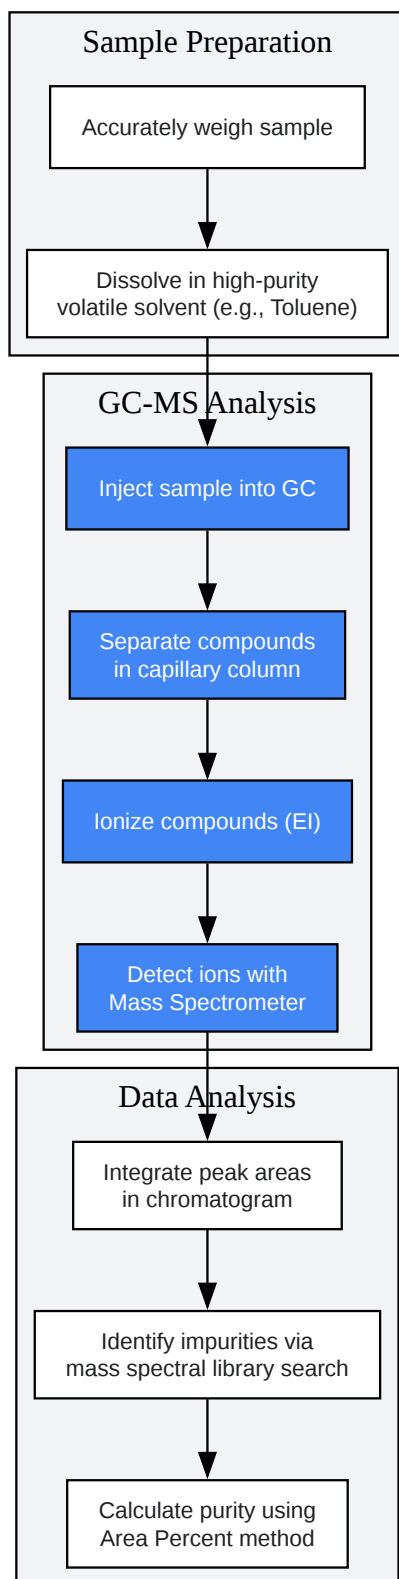 Sample Preparation
Accurately weigh sample
Dissolve in high-purity
volatile solvent (e.g., Toluene)
GC-MS Analysis
Inject sample into GC
Separate compounds
in capillary column
Ionize compounds (EI)
Detect ions with
Mass Spectrometer
Data Analysis
Integrate peak areas
in chromatogram
Identify impurities via
mass spectral library search
Calculate purity using
Area Percent method